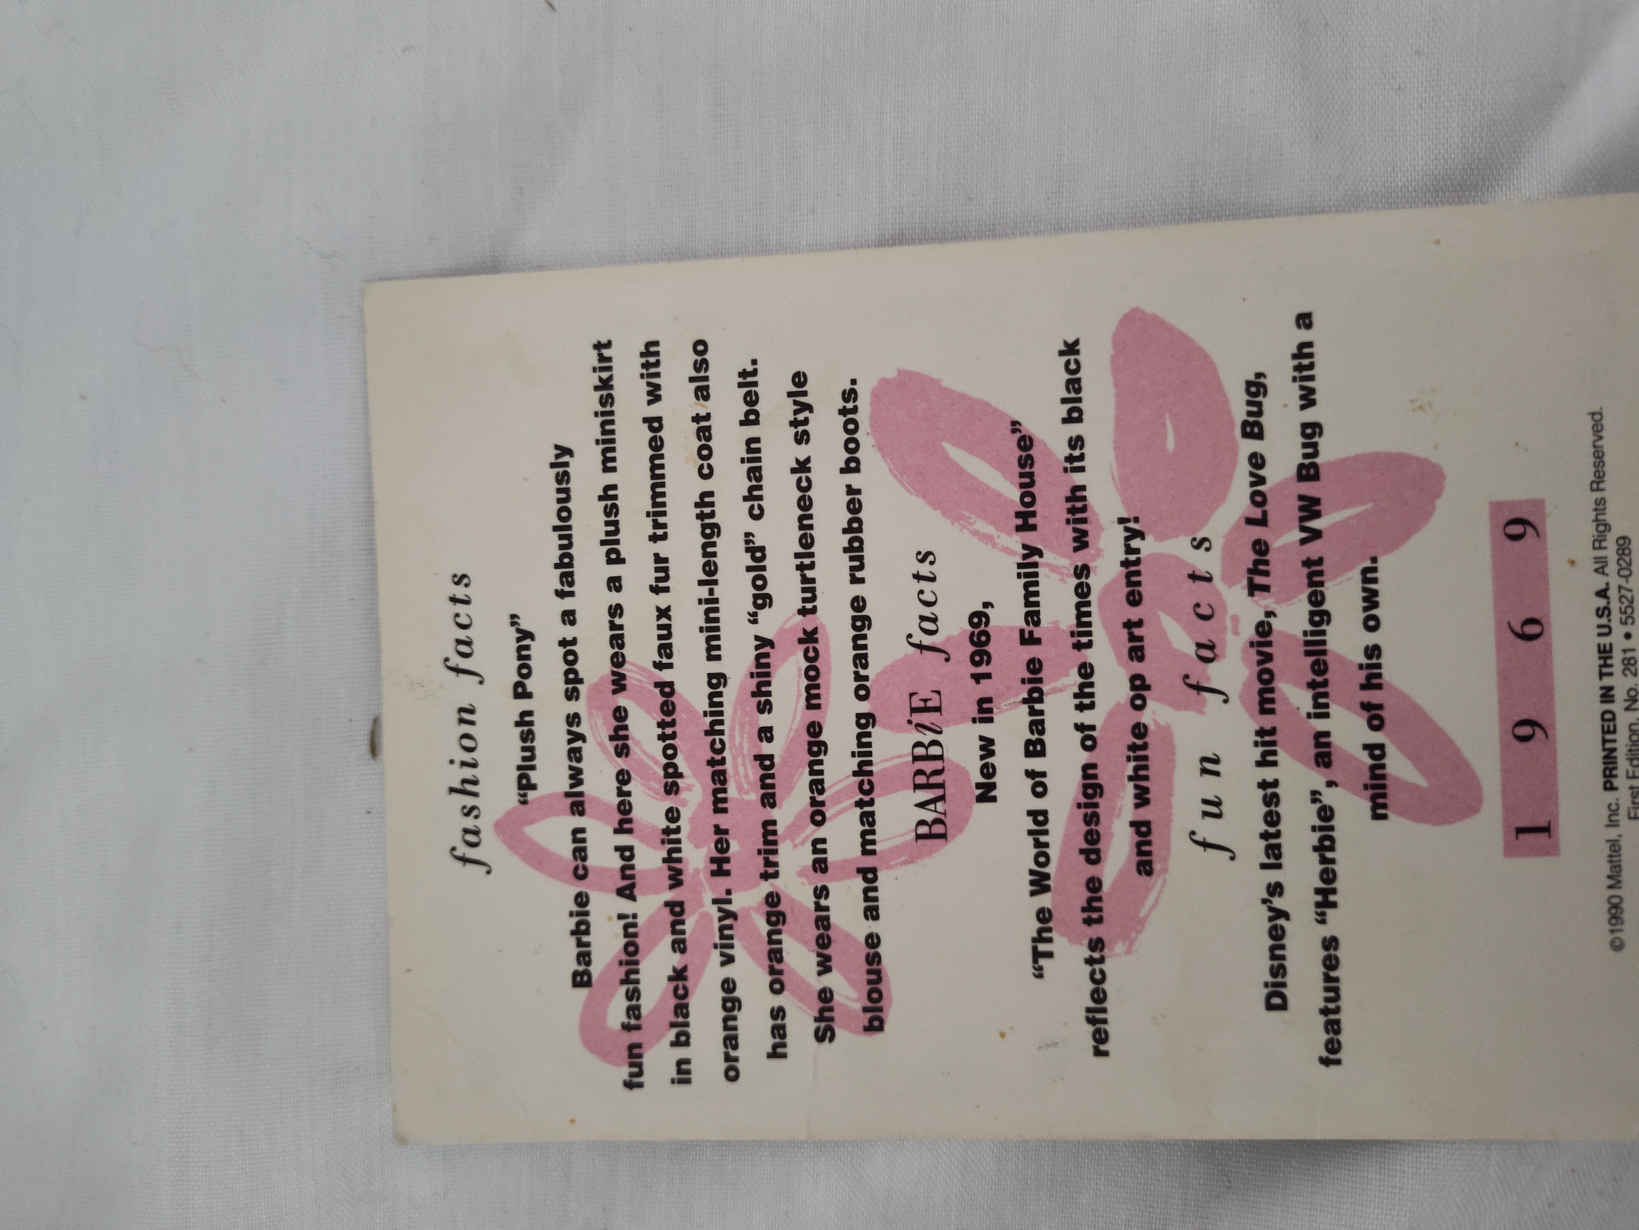 fashion facts
“Plush Pony”
Barbie can always spot a fabulously
fun fashion! And here she wears a plush miniskirt
in black and white spotted faux fur trimmed with
orange vinyl. Her matching mini-length coat also
has orange trim and a shiny “gold” chain belt.
She wears an orange mock turtleneck style
blouse and matching orange rubber boots.
BARBiE facts
New in 1969,
“The World of Barbie Family House”
reflects the design of the times with its black
and white op art entry!
fun facts
Disney’s latest hit movie, The Love Bug,
features “Herbie”, an intelligent VW Bug with a
mind of his own.
1969
©1990 Mattel, Inc. PRINTED IN THE U.S.A. All Rights Reserved.
First Edition, No. 281 • 5527-0289